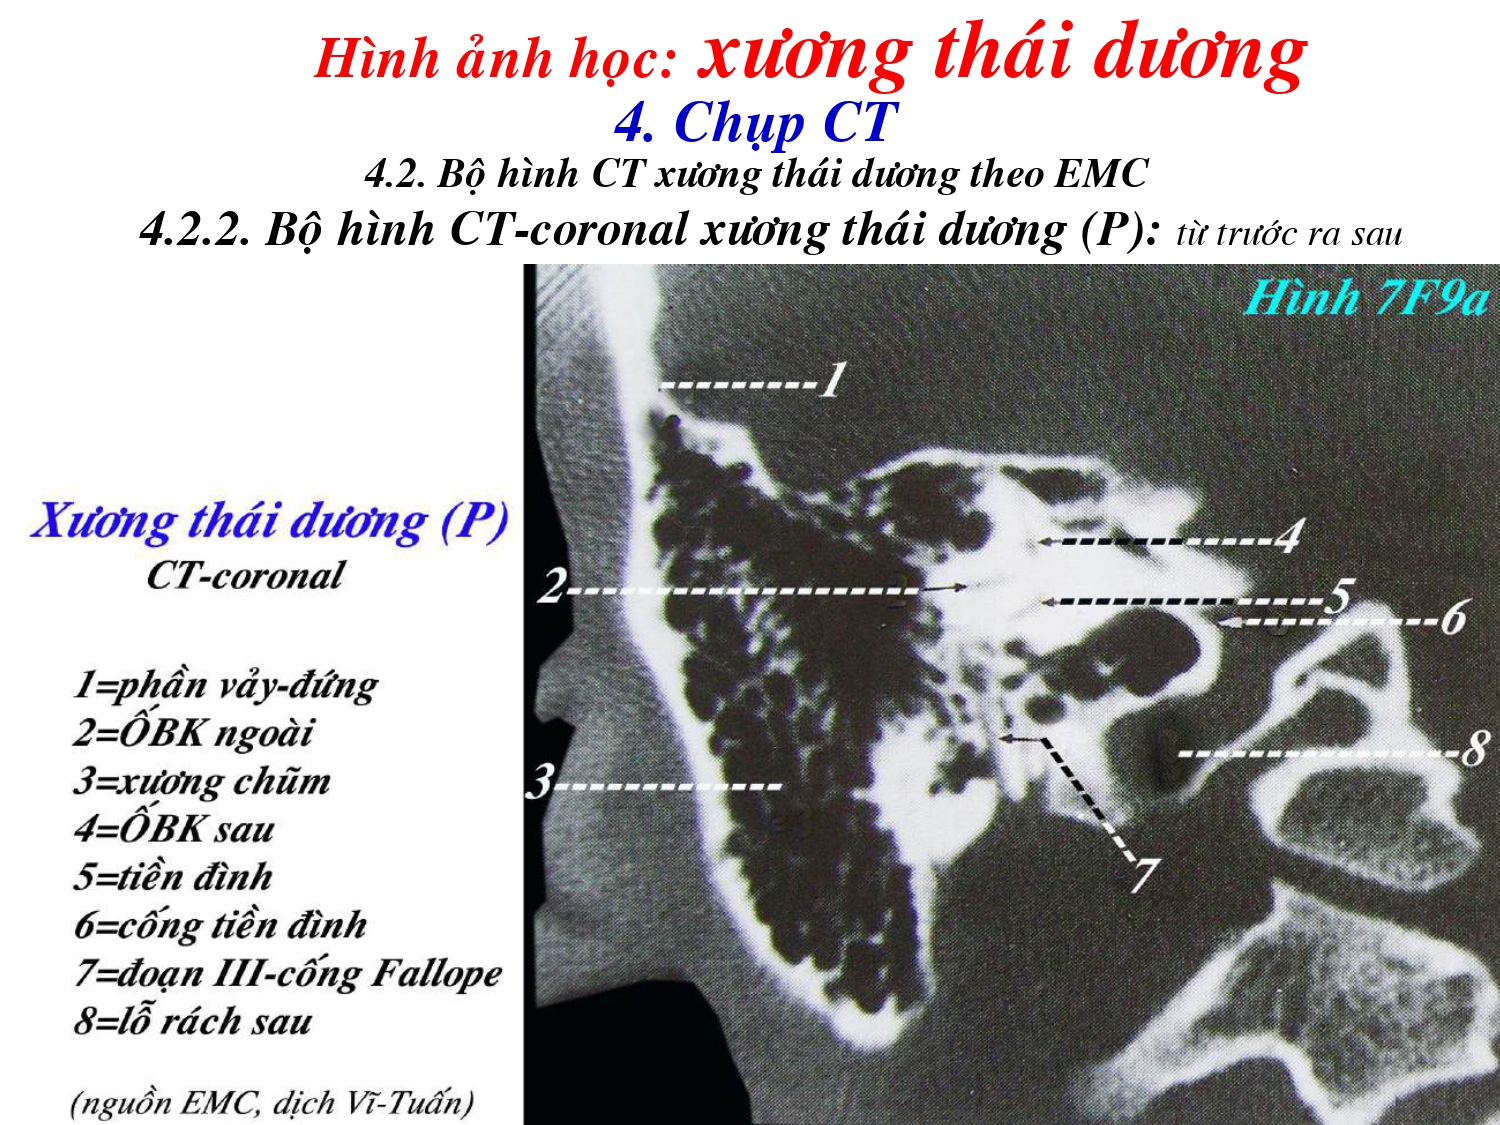 Hình ảnh học: xương thái dương
4. Chụp CT
4.2. Bộ hình CT xương thái dương theo EMC
4.2.2. Bộ hình CT-coronal xương thái dương (P): từ trước ra sau
Hình 7F9a
Xương thái dương (P)
CT-coronal
1=phần vảy-đứng
2=ỐBK ngoài
3=xương chũm
4=ỐBK sau
5=tiền đình
6=cống tiền đình
7=đoạn III-cống Fallope
8=lỗ rách sau
(nguồn EMC, dịch Vĩ-Tuấn)
1
2
3
4
5
6
7
8